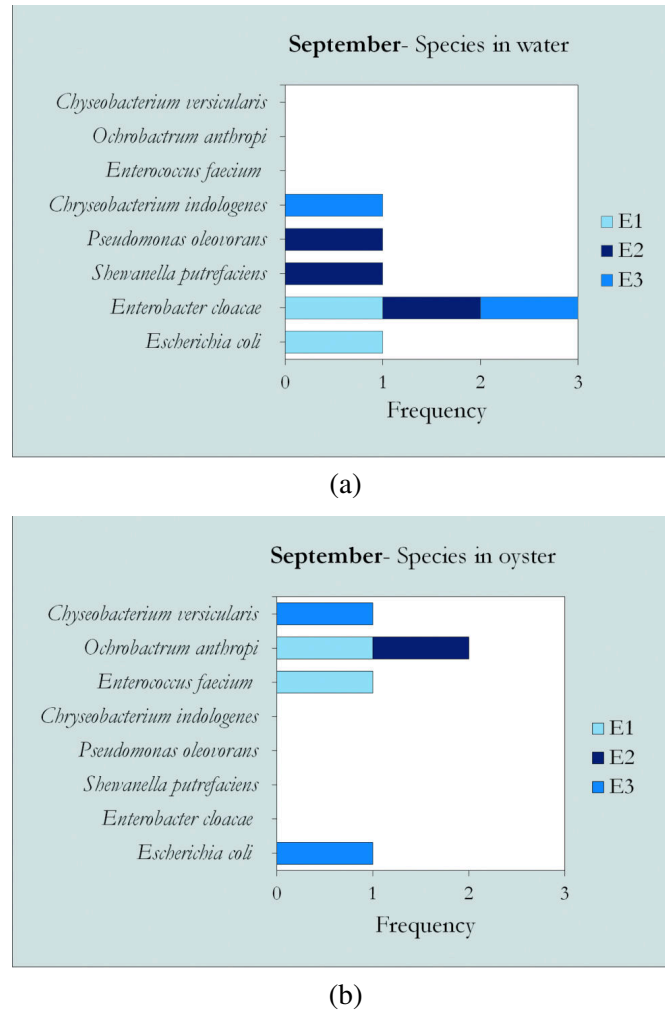 September- Species in water
Chyseobacterium versicularis
Ochrobactrum anthropi
Enterococcus faecium
Chryseobacterium indologenes
Pseudomonas oleovorans
Shewanella putrefaciens
Enterobacter cloacae
Escherichia coli
E1
E2
E3
0 1 2 3
Frequency
(a)
September- Species in oyster
Chyseobacterium versicularis
Ochrobactrum anthropi
Enterococcus faecium
Chryseobacterium indologenes
Pseudomonas oleovorans
Shewanella putrefaciens
Enterobacter cloacae
Escherichia coli
E1
E2
E3
0 1 2 3
Frequency
(b)